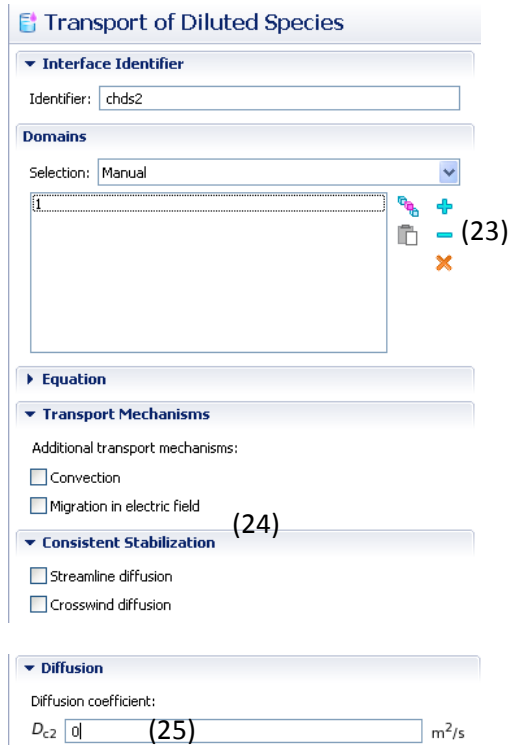 Transport of Diluted Species
Interface Identifier
Identifier: chds2
Domains
Selection: Manual
1
(23)
Equation
Transport Mechanisms
Additional transport mechanisms:
Convection
Migration in electric field
(24)
Consistent Stabilization
Streamline diffusion
Crosswind diffusion
Diffusion
Diffusion coefficient:
Dc2 0 (25) m²/s